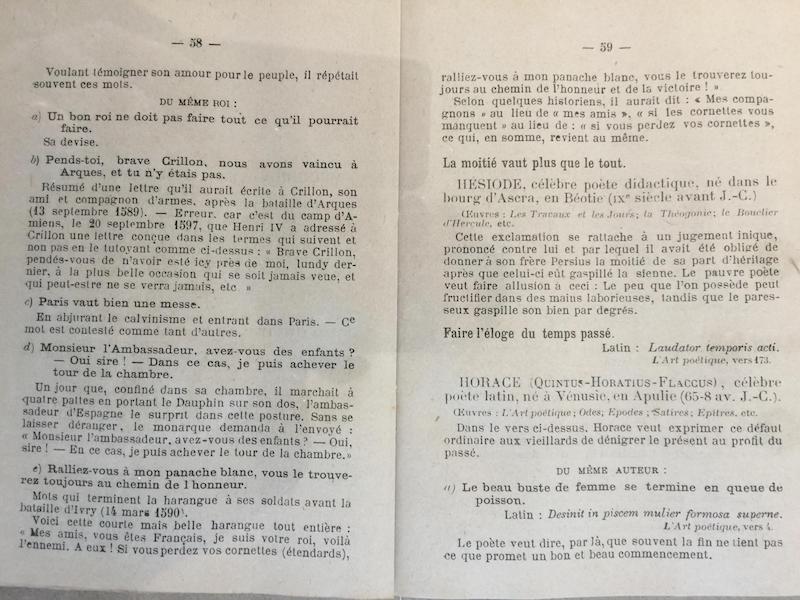 — 58 —
Voulant témoigner son amour pour le peuple, il répétait
souvent ces mots.
DU MÊME ROI :
a) Un bon roi ne doit pas faire tout ce qu'il pourrait
faire.
Sa devise.
b) Pends-toi, brave Crillon, nous avons vaincu à
Arques, et tu n'y étais pas.
Résumé d'une lettre qu'il aurait écrite à Crillon, son
ami et compagnon d'armes, après la bataille d'Arques
(13 septembre 1589). — Erreur, car c'est du camp d'A-
miens, le 20 septembre 1597, que Henri IV a adressé à
Crillon une lettre conçue dans les termes qui suivent et
non pas en le tutoyant comme ci-dessus : « Brave Crillon,
pendés-vous de n'avoir esté icy près de moi, lundy der-
nier, à la plus belle occasion qui se soit jamais veue, et
qui peut-estre ne se verra jamais, etc »
c) Paris vaut bien une messe.
En abjurant le calvinisme et entrant dans Paris. — Ce
mot est contesté comme tant d'autres.
d) Monsieur l'Ambassadeur, avez-vous des enfants ?
— Oui sire ! — Dans ce cas, je puis achever le
tour de la chambre.
Un jour que, confiné dans sa chambre, il marchait à
quatre pattes en portant le Dauphin sur son dos, l'ambas-
sadeur d'Espagne le surprit dans cette posture. Sans se
laisser déranger, le monarque demanda à l'envoyé :
« Monsieur l'ambassadeur, avez-vous des enfants ? — Oui,
sire ! — En ce cas, je puis achever le tour de la chambre.»
e) Ralliez-vous à mon panache blanc, vous le trouve-
rez toujours au chemin de l'honneur.
Mots qui terminent la harangue à ses soldats avant la
bataille d'Ivry (14 mars 1590).
Voici cette courte mais belle harangue tout entière :
« Mes amis, vous êtes Français, je suis votre roi, voilà
l'ennemi. A eux ! Si vous perdez vos cornettes (étendards),
— 59 —
ralliez-vous à mon panache blanc, vous le trouverez tou-
jours au chemin de l'honneur et de la victoire ! »
Selon quelques historiens, il aurait dit : « Mes compa-
gnons » au lieu de « mes amis », « si les cornettes vous
manquent » au lieu de : « si vous perdez vos cornettes »,
ce qui, en somme, revient au même.
La moitié vaut plus que le tout.
HÉSIODE, célèbre poète didactique, né dans le
bourg d'Ascra, en Béotie (IXe siècle avant J.-C.)
Œuvres : Les Travaux et les Jours; la Théogonie; le Bouclier
d'Hercule, etc.
Cette exclamation se rattache à un jugement inique,
prononcé contre lui et par lequel il avait été obligé de
donner à son frère Persius la moitié de sa part d'héritage
après que celui-ci eût gaspillé la sienne. Le pauvre poète
veut faire allusion à ceci : Le peu que l'on possède peut
fructifier dans des mains laborieuses, tandis que le pares-
seux gaspille son bien par degrés.
Faire l'éloge du temps passé.
Latin : Laudator temporis acti.
L'Art poétique, vers 173.
HORACE (QUINTUS-HORATIUS-FLACCUS), célèbre
poète latin, né à Vénusie, en Apulie (65-8 av. J.-C.).
Œuvres : L'Art poétique; Odes; Epodes; Satires; Epitres, etc.
Dans le vers ci-dessus. Horace veut exprimer ce défaut
ordinaire aux vieillards de dénigrer le présent au profit du
passé.
DU MÊME AUTEUR :
a) Le beau buste de femme se termine en queue de
poisson.
Latin : Desinit in piscem mulier formosa superne.
L'Art poétique, vers 4.
Le poète veut dire, par là, que souvent la fin ne tient pas
ce que promet un bon et beau commencement.